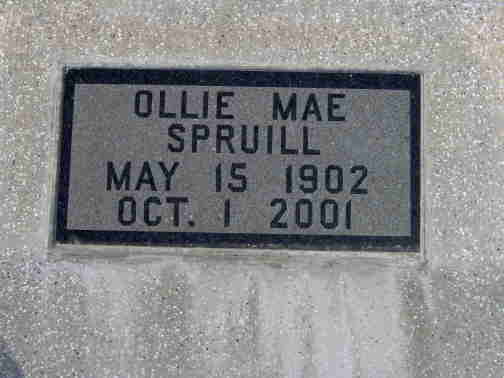 OLLIE MAE
SPRUILL
MAY 15 1902
OCT. 1 2001